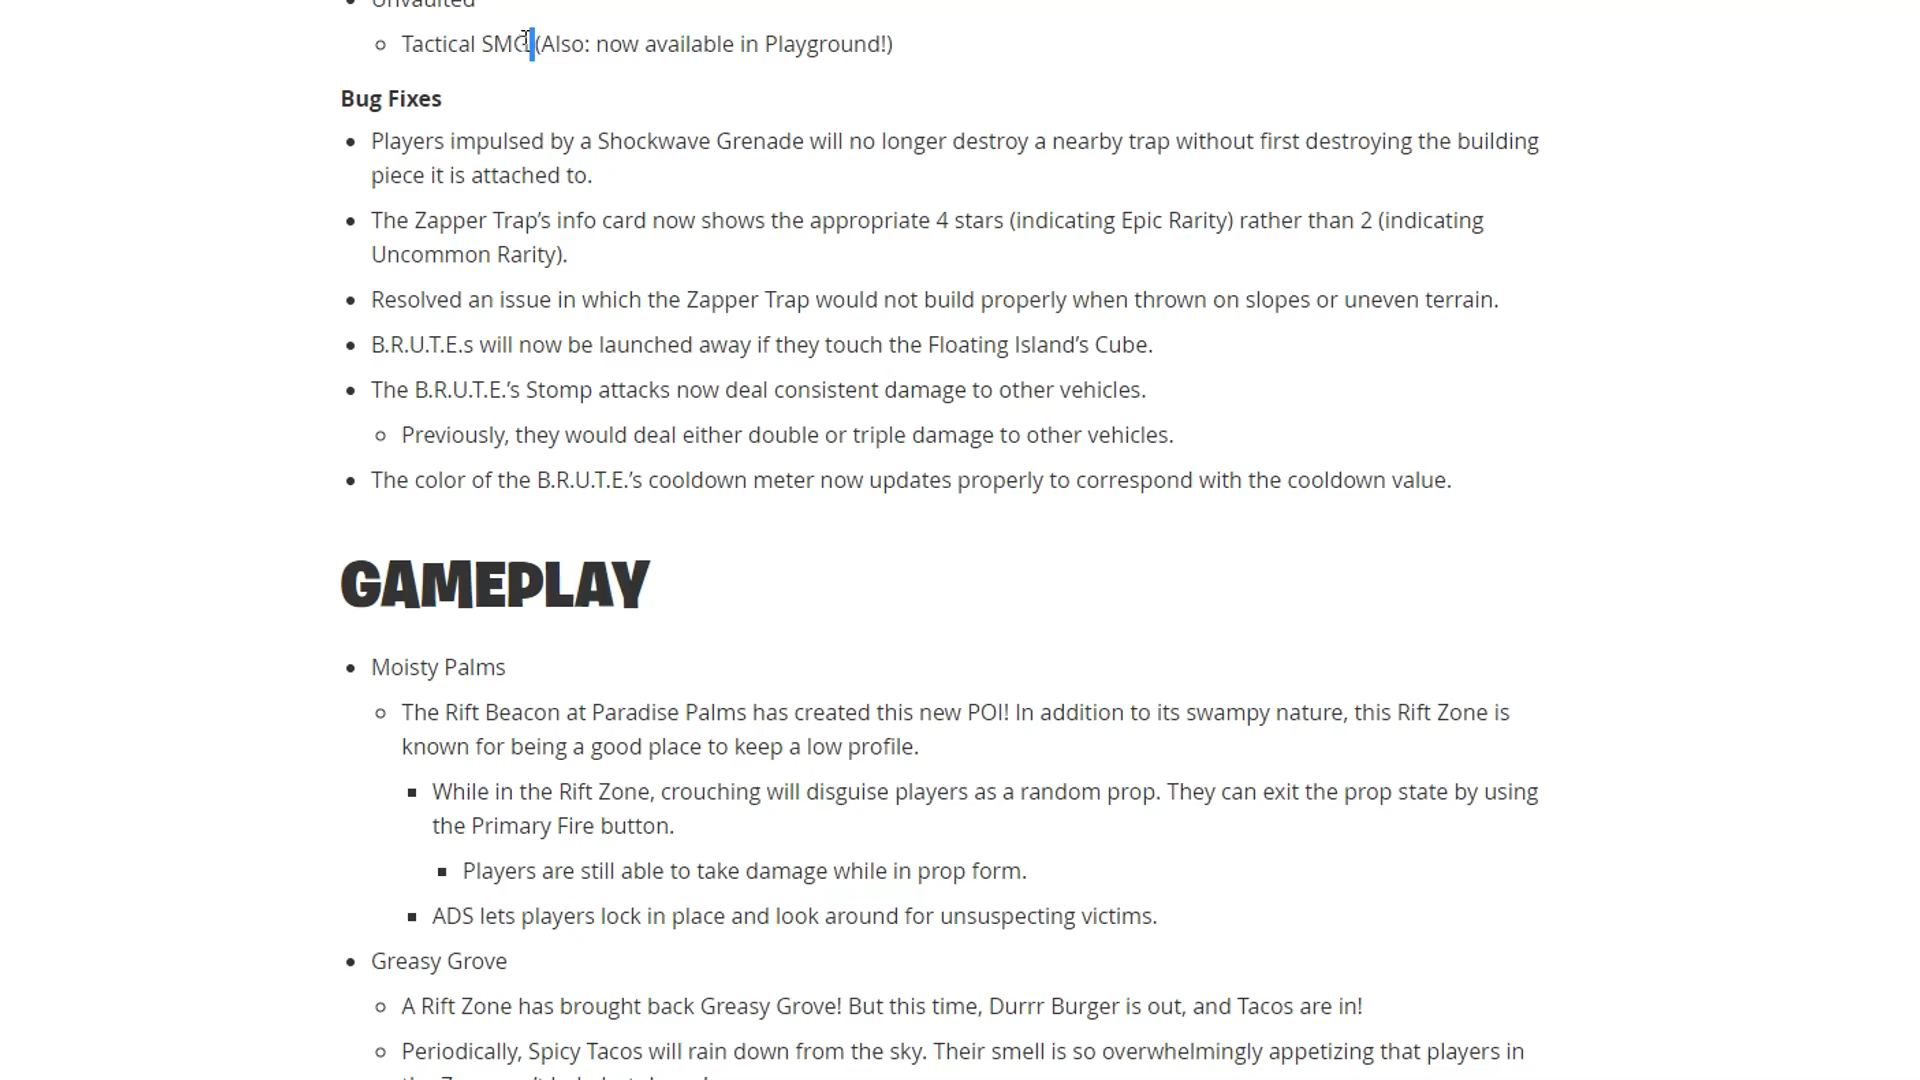 Unvaulted
Tactical SMG (Also: now available in Playground!)
Bug Fixes
Players impulsed by a Shockwave Grenade will no longer destroy a nearby trap without first destroying the building
piece it is attached to.
The Zapper Trap’s info card now shows the appropriate 4 stars (indicating Epic Rarity) rather than 2 (indicating
Uncommon Rarity).
Resolved an issue in which the Zapper Trap would not build properly when thrown on slopes or uneven terrain.
B.R.U.T.E.s will now be launched away if they touch the Floating Island’s Cube.
The B.R.U.T.E.’s Stomp attacks now deal consistent damage to other vehicles.
Previously, they would deal either double or triple damage to other vehicles.
The color of the B.R.U.T.E.’s cooldown meter now updates properly to correspond with the cooldown value.
GAMEPLAY
Moisty Palms
The Rift Beacon at Paradise Palms has created this new POI! In addition to its swampy nature, this Rift Zone is
known for being a good place to keep a low profile.
While in the Rift Zone, crouching will disguise players as a random prop. They can exit the prop state by using
the Primary Fire button.
Players are still able to take damage while in prop form.
ADS lets players lock in place and look around for unsuspecting victims.
Greasy Grove
A Rift Zone has brought back Greasy Grove! But this time, Durrr Burger is out, and Tacos are in!
Periodically, Spicy Tacos will rain down from the sky. Their smell is so overwhelmingly appetizing that players in